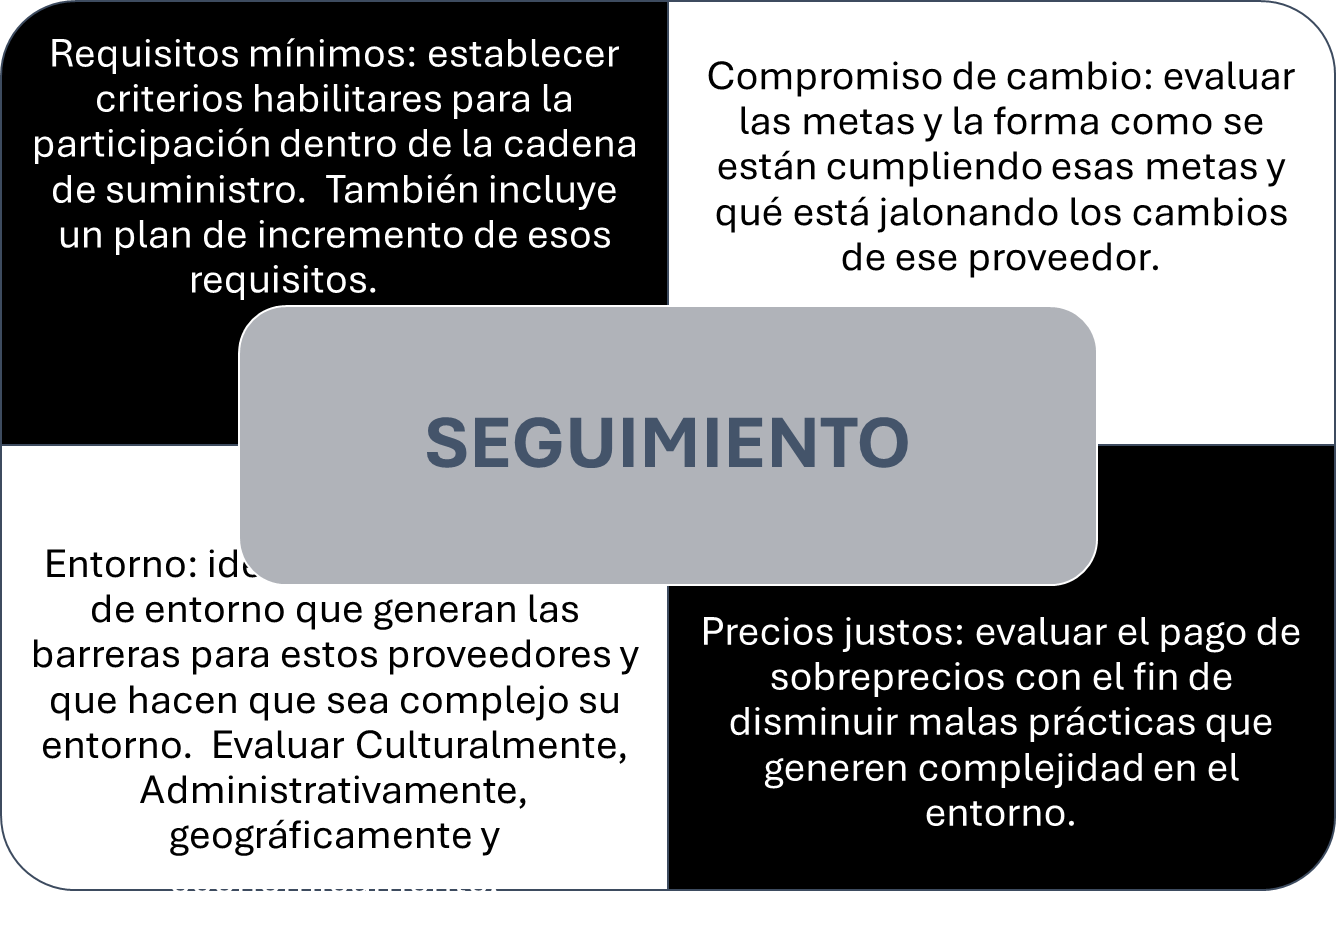 Requisitos mínimos: establecer
criterios habilitares para la
participación dentro de la cadena
de suministro.  También incluye
un plan de incremento de esos
requisitos.
Compromiso de cambio: evaluar
las metas y la forma como se
están cumpliendo esas metas y
qué está jalonando los cambios
de ese proveedor.
SEGUIMIENTO
Entorno:
de entorno que generan las
barreras para estos proveedores y
que hacen que sea complejo su
entorno.  Evaluar Culturalmente,
Administrativamente,
geográficamente y
Precios justos: evaluar el pago de
sobreprecios con el fin de
disminuir malas prácticas que
generen complejidad en el
entorno.